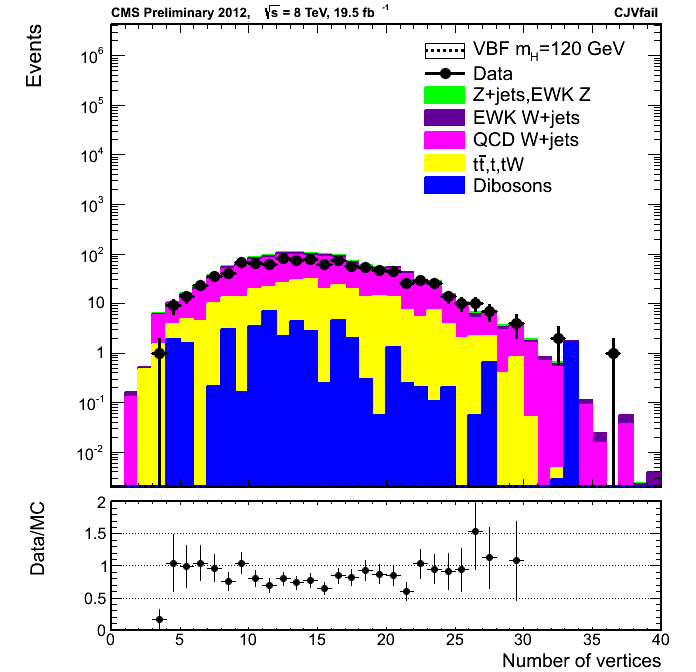 CMS Preliminary 2012, √s = 8 TeV, 19.5 fb⁻¹ CJVfail
Events
10⁶
10⁵
10⁴
10³
10²
10
1
10⁻¹
10⁻²
VBF m_H=120 GeV
Data
Z+jets,EWK Z
EWK W+jets
QCD W+jets
tt̄,t,tW
Dibosons
Data/MC
2
1.5
1
0.5
0
0 5 10 15 20 25 30 35 40
Number of vertices